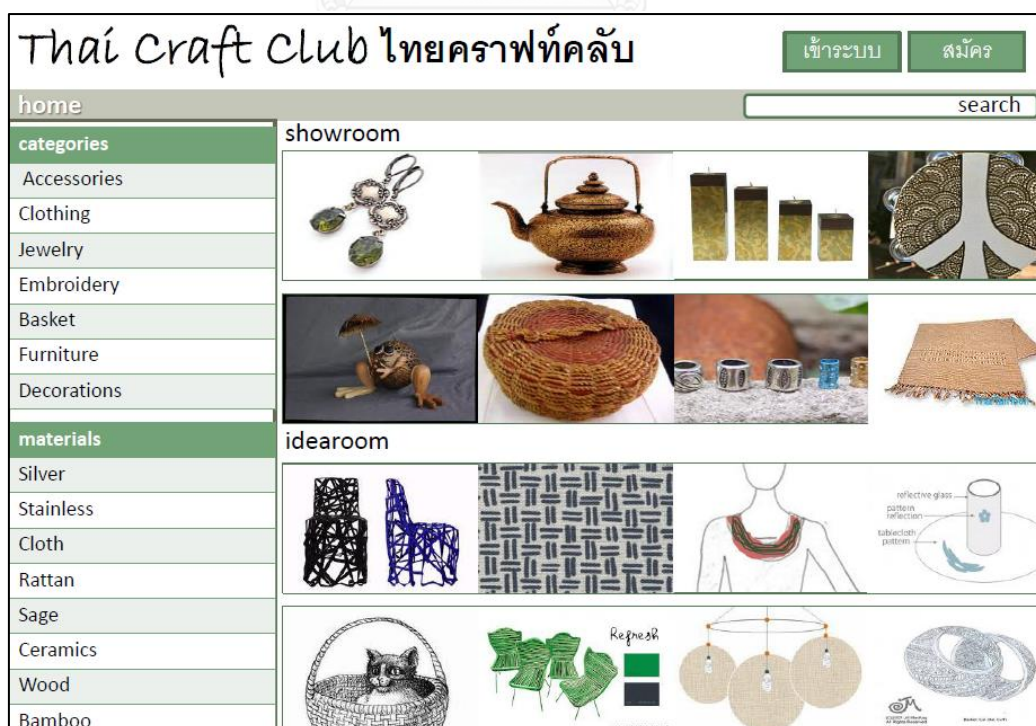 Thai Craft Club ไทยคราฟท์คลับ
เข้าระบบ
สมัคร
home
search
categories
Accessories
Clothing
Jewelry
Embroidery
Basket
Furniture
Decorations
materials
Silver
Stainless
Cloth
Rattan
Sage
Ceramics
Wood
Bamboo
showroom
idearoom
reflective glass
pattern
reflection
tablecloth
pattern
Refresh